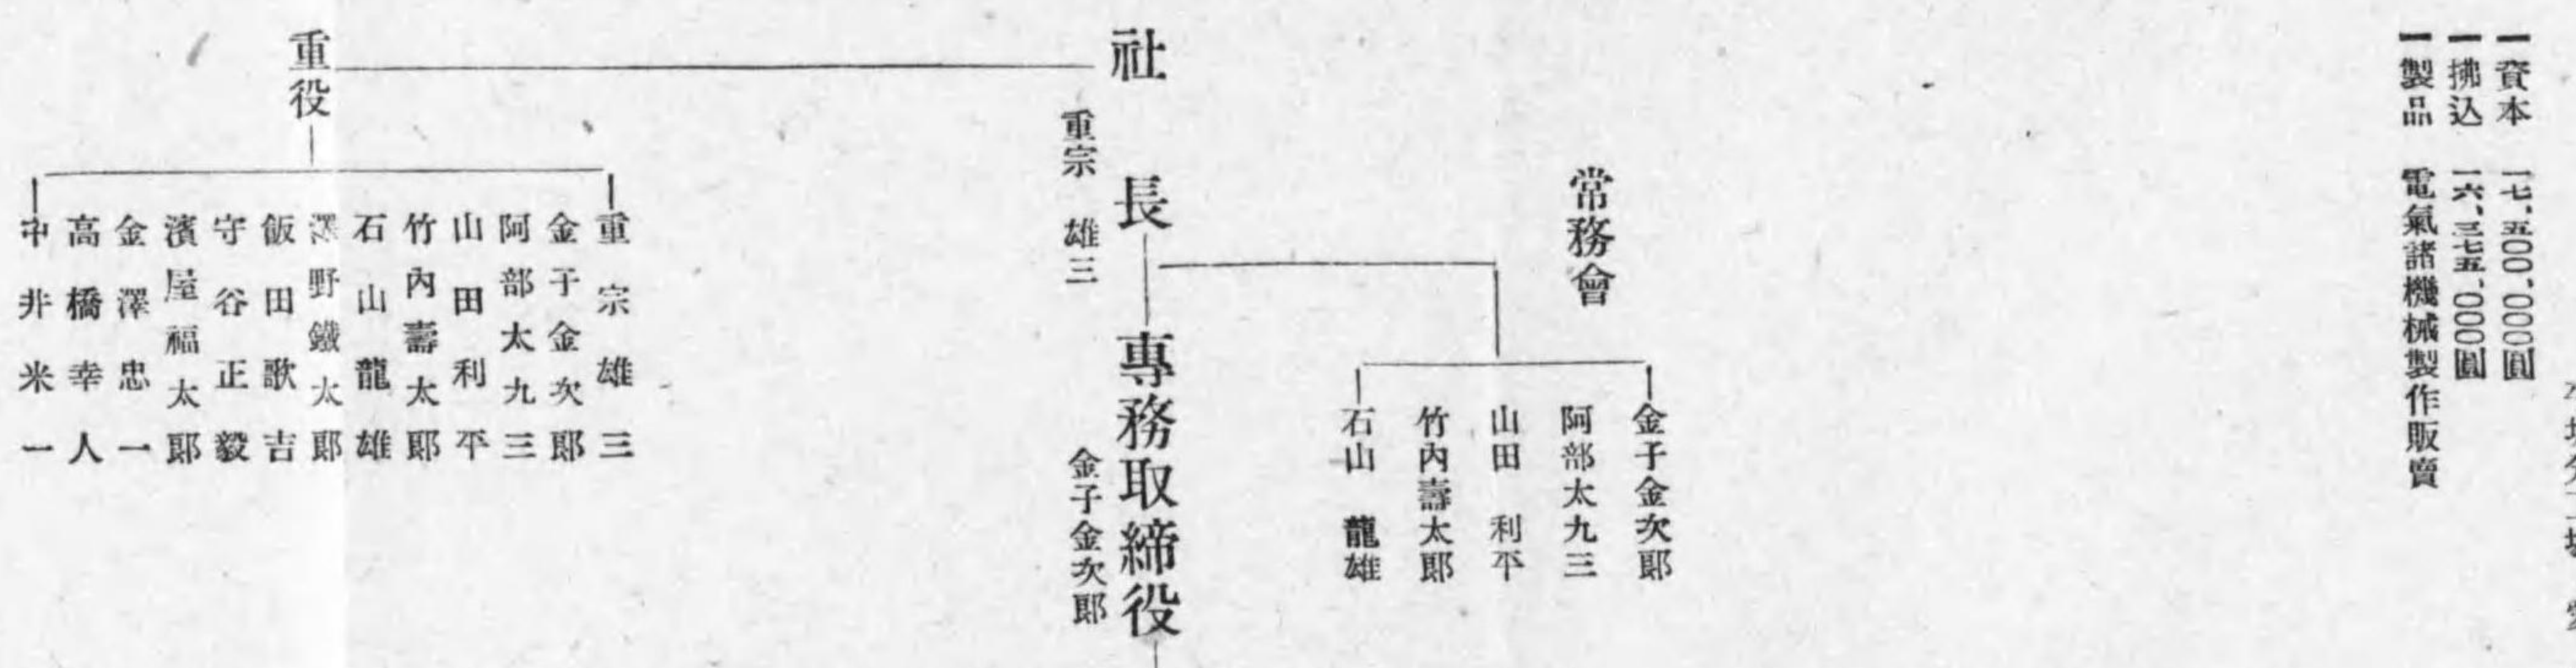 一資本 一七、五〇〇、〇〇〇圓
一拂込 一六、三七五、〇〇〇圓
一製品 電氣諸機械製作販賣
常務會
金子金次郎
阿部太九三
山田利平
竹內壽太郎
石山龍雄
社長
重宗雄三
專務取締役
金子金次郎
重役
重宗雄三
金子金次郎
阿部太九三
山田利平
竹內壽太郎
石山龍雄
澤野鐵太郎
飯田歌吉
守谷正毅
濱屋福太郎
金澤忠一
高橋幸人
中井米一